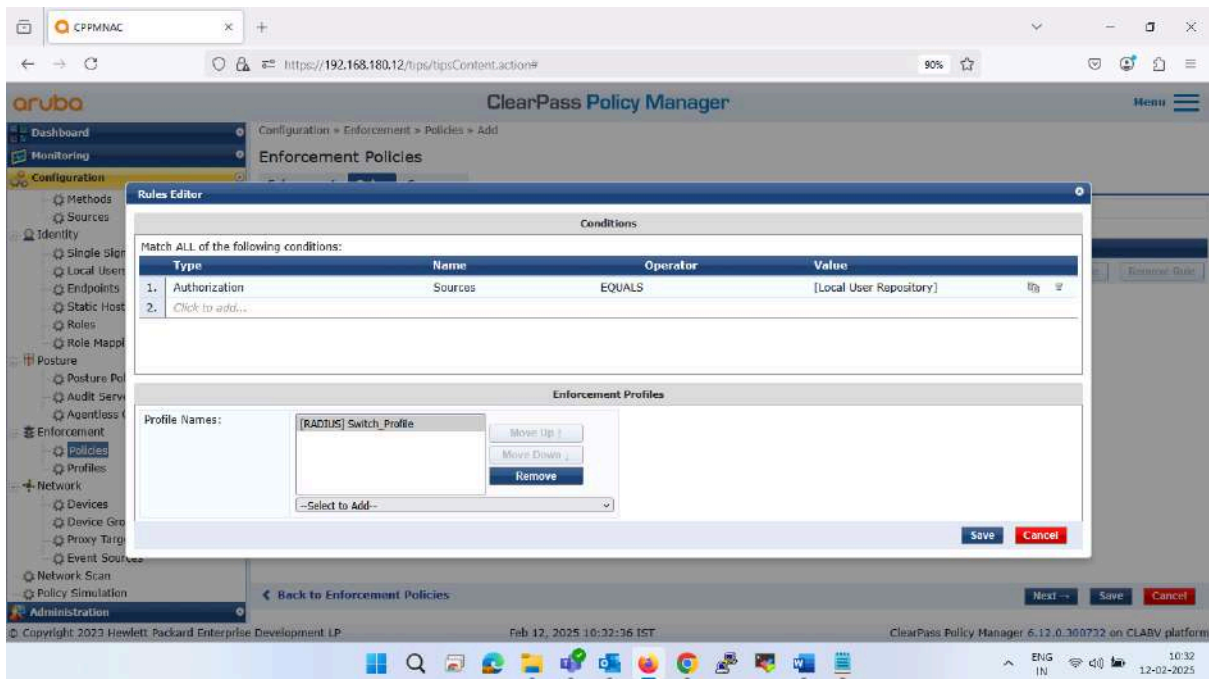 CPPMNAC
https://192.168.180.12/tips/tipsContent.action#
90%
aruba
ClearPass Policy Manager
Menu
Dashboard
Monitoring
Configuration
Methods
Sources
Identity
Single Sign
Local Users
Endpoints
Static Host
Roles
Role Mappi
Posture
Posture Pol
Audit Serv
Agentless
Enforcement
Policies
Profiles
Network
Devices
Device Gro
Proxy Targ
Event Sources
Network Scan
Policy Simulation
Administration
Configuration » Enforcement » Policies » Add
Enforcement Policies
Rules Editor
Conditions
Match ALL of the following conditions:
Type Name Operator Value
1. Authorization Sources EQUALS [Local User Repository]
2. Click to add...
Enforcement Profiles
Profile Names:
[RADIUS] Switch_Profile
Move Up ↑
Move Down ↓
Remove
--Select to Add--
Save Cancel
Remove Rule
Back to Enforcement Policies
Next → Save Cancel
© Copyright 2023 Hewlett Packard Enterprise Development LP Feb 12, 2025 10:32:36 IST ClearPass Policy Manager 6.12.0.300732 on CLABV platform
ENG
IN
10:32
12-02-2025